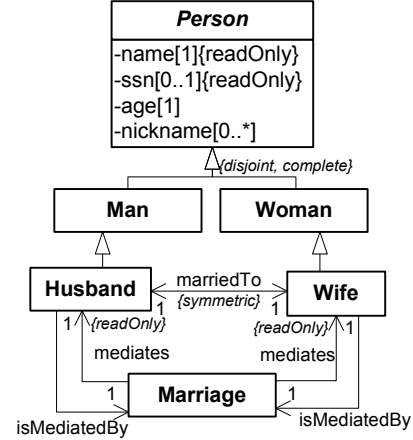 Person
-name[1]{readOnly}
-ssn[0..1]{readOnly}
-age[1]
-nickname[0..*]
{disjoint, complete}
Man
Woman
Husband
marriedTo
{symmetric}
1
1
Wife
1
{readOnly}
{readOnly}
1
mediates
mediates
1
Marriage
1
isMediatedBy
isMediatedBy